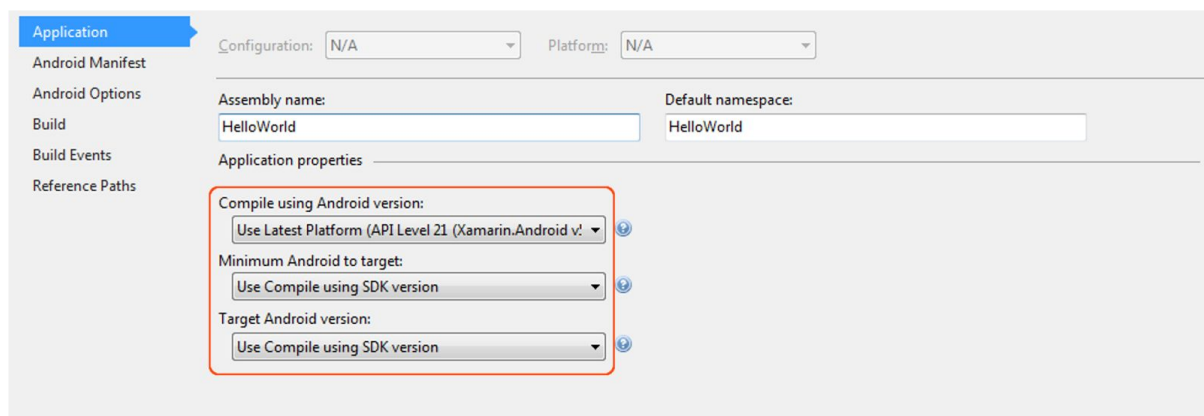 Application
Android Manifest
Android Options
Build
Build Events
Reference Paths
Configuration: N/A Platform: N/A
Assembly name: Default namespace:
HelloWorld HelloWorld
Application properties
Compile using Android version:
Use Latest Platform (API Level 21 (Xamarin.Android
Minimum Android to target:
Use Compile using SDK version
Target Android version:
Use Compile using SDK version